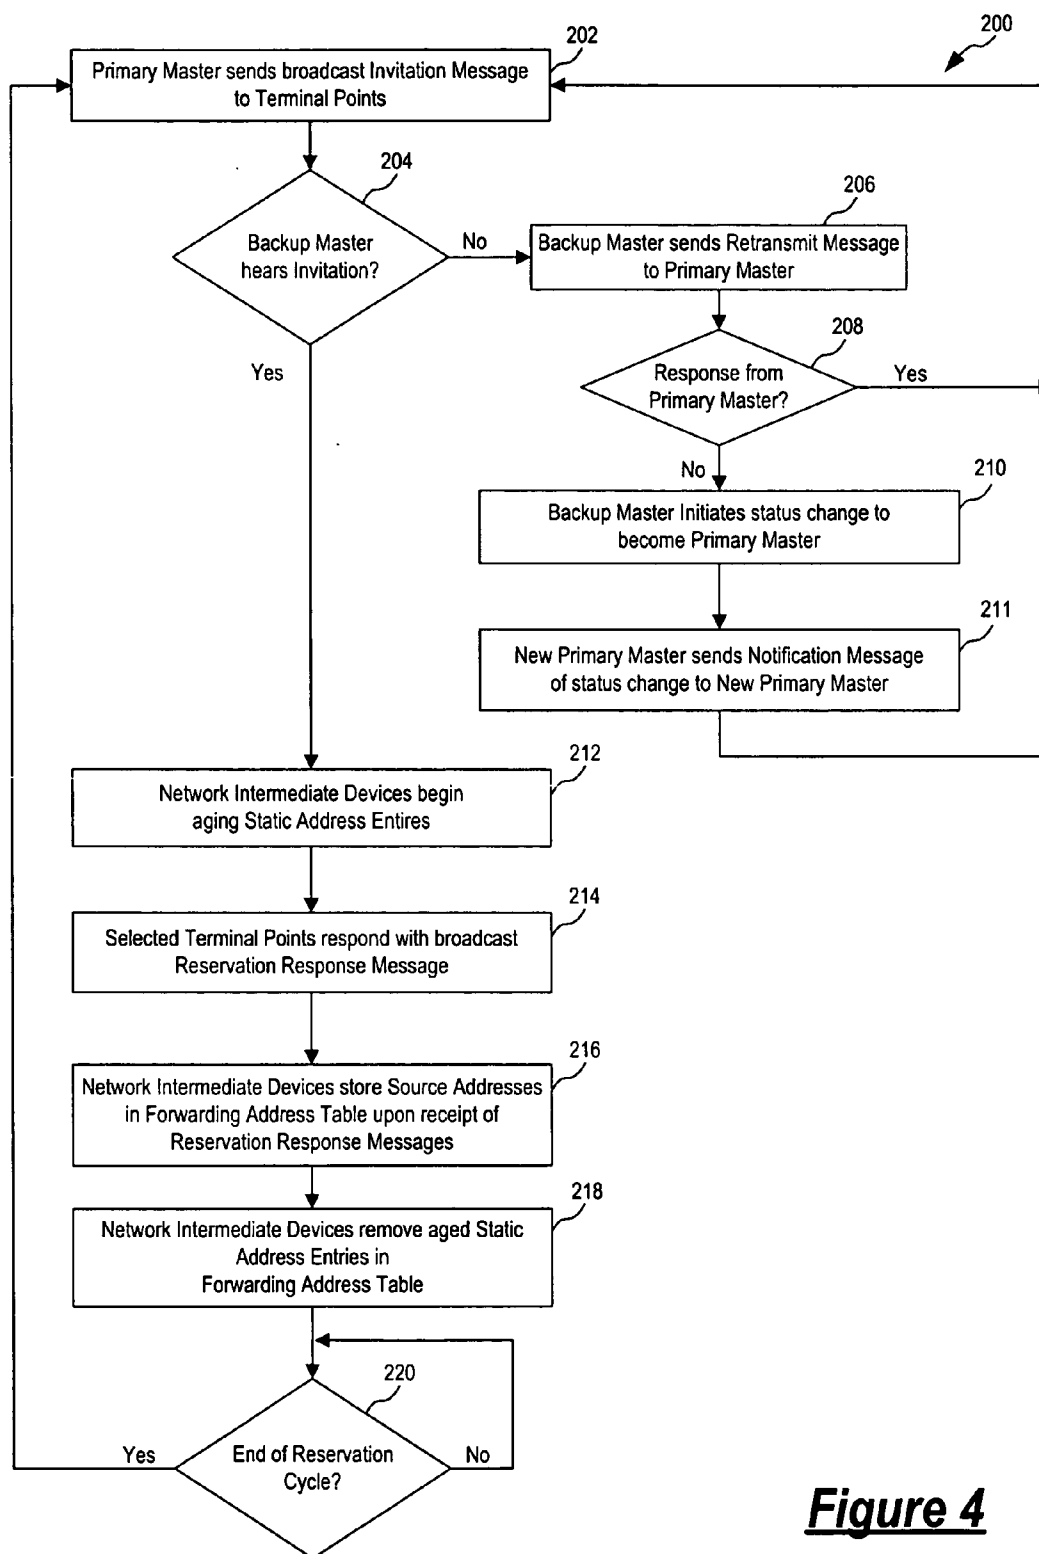 200
202
Primary Master sends broadcast Invitation Message
to Terminal Points
204
Backup Master
hears Invitation?
No
Yes
206
Backup Master sends Retransmit Message
to Primary Master
208
Response from
Primary Master?
Yes
No
210
Backup Master Initiates status change to
become Primary Master
211
New Primary Master sends Notification Message
of status change to New Primary Master
212
Network Intermediate Devices begin
aging Static Address Entires
214
Selected Terminal Points respond with broadcast
Reservation Response Message
216
Network Intermediate Devices store Source Addresses
in Forwarding Address Table upon receipt of
Reservation Response Messages
218
Network Intermediate Devices remove aged Static
Address Entries in
Forwarding Address Table
220
End of Reservation
Cycle?
Yes
No
Figure 4